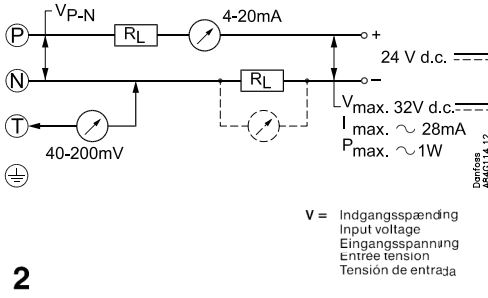 V P-N
4-20mA
P
R L
+
24 V d.c.
N
R L
–
V max. 32V d.c.
T
I max. ∼ 28mA
40-200mV
P max. ∼ 1W
Danfoss
A84G114.12
V = Indgangsspænding
Input voltage
Eingangsspannung
Entrée tension
Tensión de entrada
2